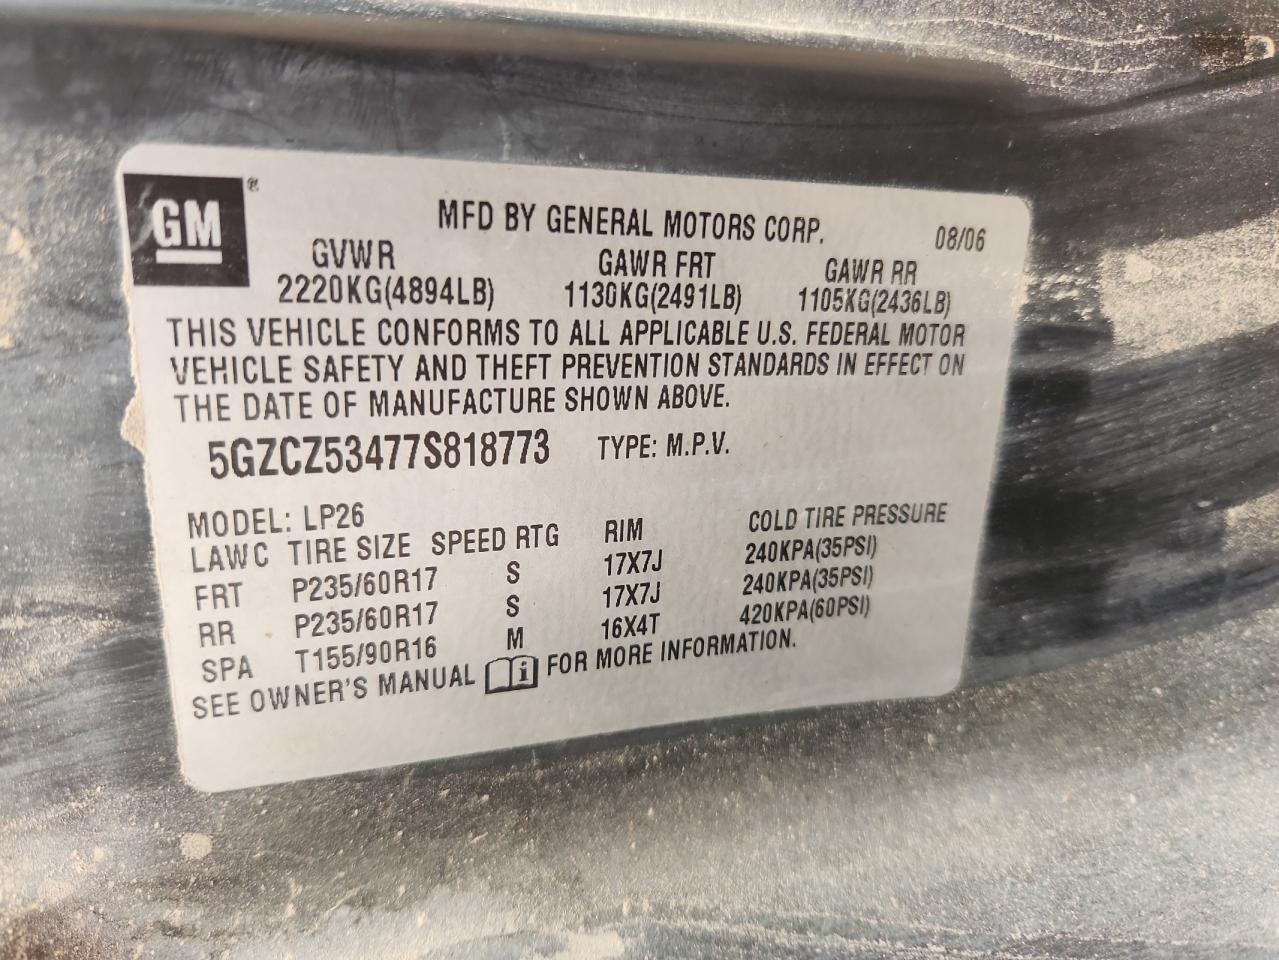 GM®
MFD BY GENERAL MOTORS CORP. 08/06
GVWR GAWR FRT GAWR RR
2220KG(4894LB) 1130KG(2491LB) 1105KG(2436LB)
THIS VEHICLE CONFORMS TO ALL APPLICABLE U.S. FEDERAL MOTOR
VEHICLE SAFETY AND THEFT PREVENTION STANDARDS IN EFFECT ON
THE DATE OF MANUFACTURE SHOWN ABOVE.
5GZCZ53477S818773 TYPE: M.P.V.
MODEL: LP26
LAWC TIRE SIZE SPEED RTG RIM COLD TIRE PRESSURE
FRT P235/60R17 S 17X7J 240KPA(35PSI)
RR P235/60R17 S 17X7J 240KPA(35PSI)
SPA T155/90R16 M 16X4T 420KPA(60PSI)
SEE OWNER'S MANUAL i FOR MORE INFORMATION.